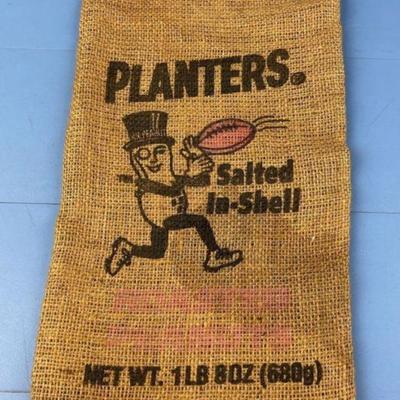 PLANTERS®
Salted
In-Shell
NET WT. 1 LB 8 OZ (680g)